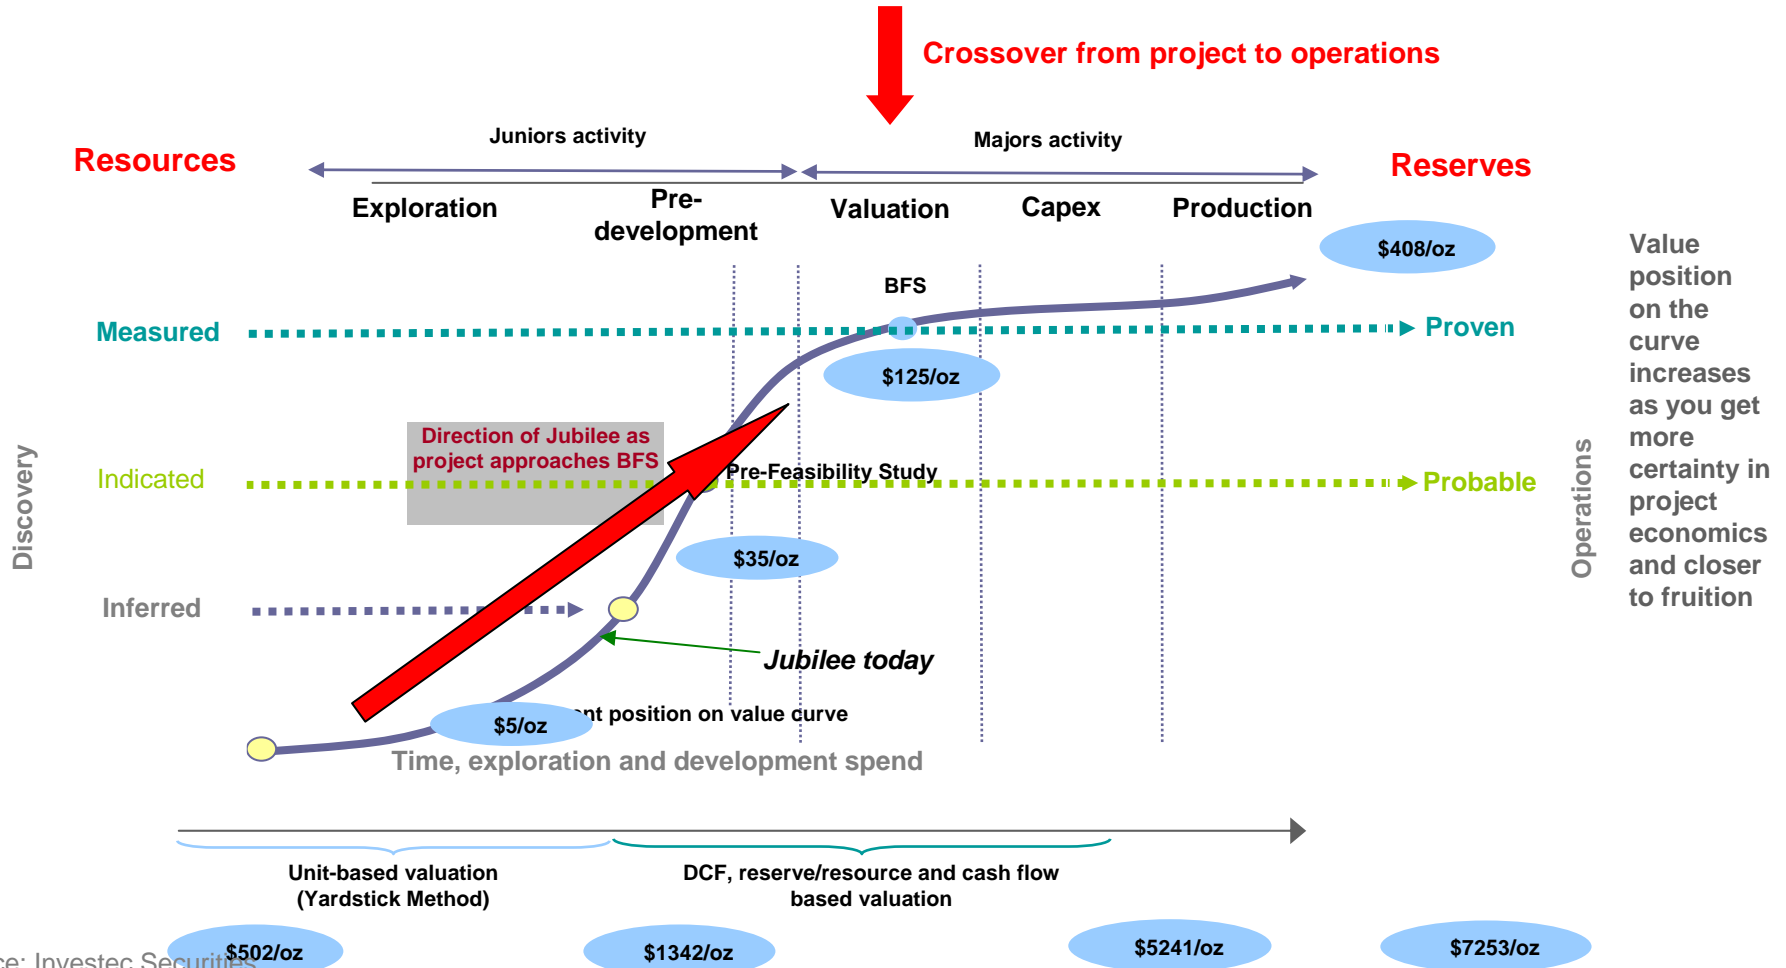 Crossover from project to operations
Juniors activity
Majors activity
Resources
Reserves
Exploration
Pre-
development
Valuation
Capex
Production
$408/oz
Value
position
on the
curve
increases
as you get
more
certainty in
project
economics
and closer
to fruition
BFS
Measured
Proven
$125/oz
Direction of Jubilee as
project approaches BFS
Pre-Feasibility Study
Indicated
Probable
Discovery
Operations
$35/oz
Inferred
Jubilee today
$5/oz
position on value curve
Time, exploration and development spend
Unit-based valuation
(Yardstick Method)
DCF, reserve/resource and cash flow
based valuation
$502/oz
$1342/oz
$5241/oz
$7253/oz
Investec Securities